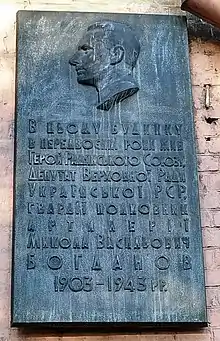 В ЦЬОМУ БУДИНКУ
В ПЕРЕДВОЄННІ РОКИ ЖИВ
ГЕРОЙ РАДЯНСЬКОГО СОЮЗУ,
ДЕПУТАТ ВЕРХОВНОЇ РАДИ
УКРАЇНСЬКОЇ РСР,
ГВАРДІЇ ПОЛКОВНИК
АРТИЛЕРІЇ
МИКОЛА ВАСИЛЬОВИЧ
БОГДАНОВ
1903-1943 РР.